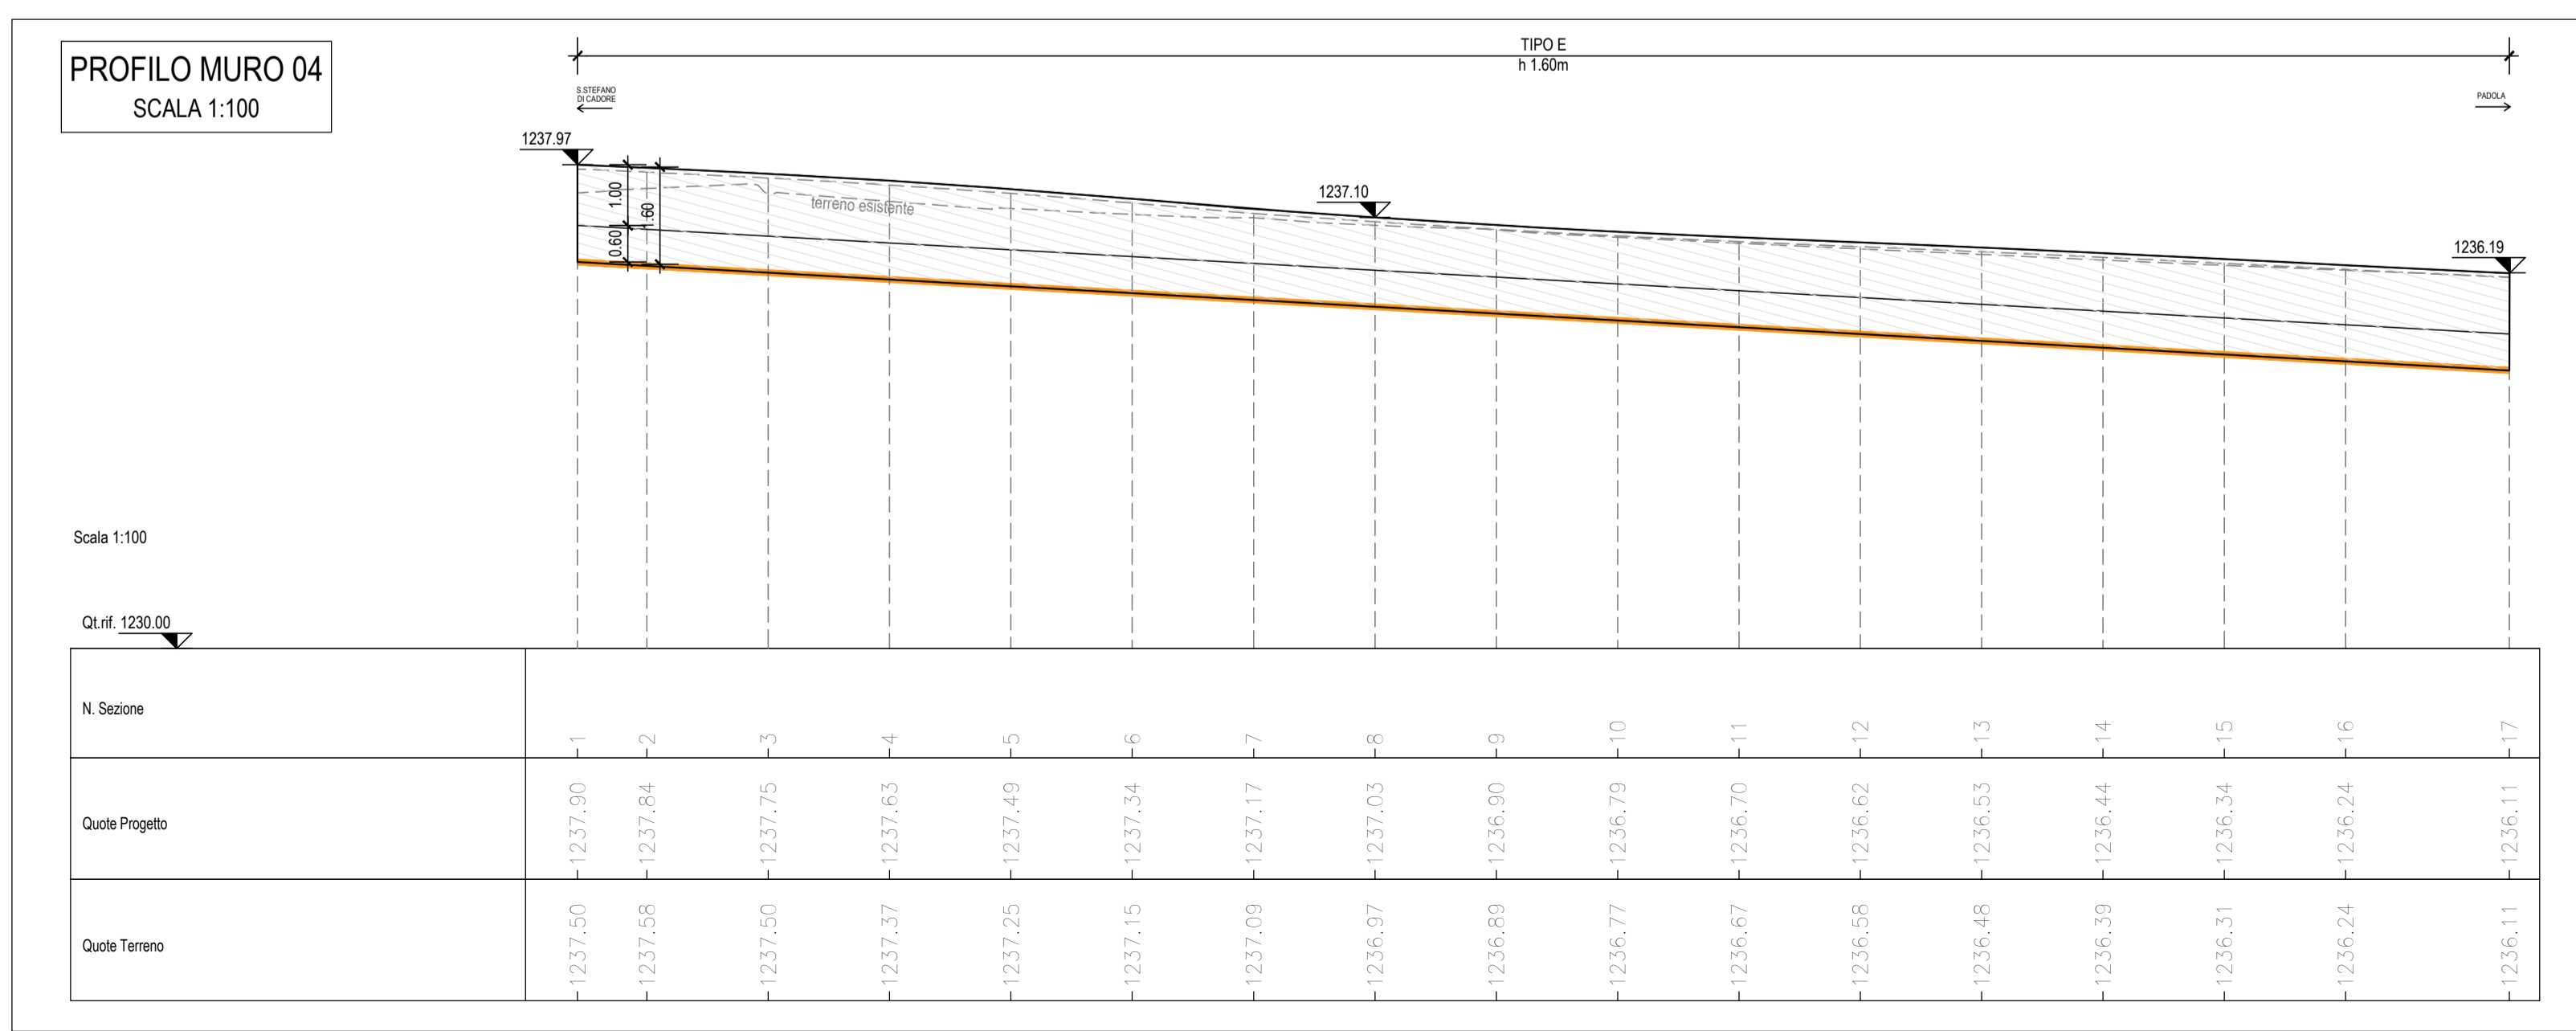 PROFILO MURO 04
SCALA 1:100
TIPO E
h 1.60m
S.STEFANO
DI CADORE
PADOLA
1237.97
1237.10
1236.19
1.00
0.60
1.60
terreno esistente
Scala 1:100
Qt.rif. 1230.00
N. Sezione 1 2 3 4 5 6 7 8 9 10 11 12 13 14 15 16 17
Quote Progetto 1237.90 1237.84 1237.75 1237.63 1237.49 1237.34 1237.17 1237.03 1236.90 1236.79 1236.70 1236.62 1236.53 1236.44 1236.34 1236.24 1236.11
Quote Terreno 1237.50 1237.58 1237.50 1237.37 1237.25 1237.15 1237.09 1236.97 1236.89 1236.77 1236.67 1236.58 1236.48 1236.39 1236.31 1236.24 1236.11